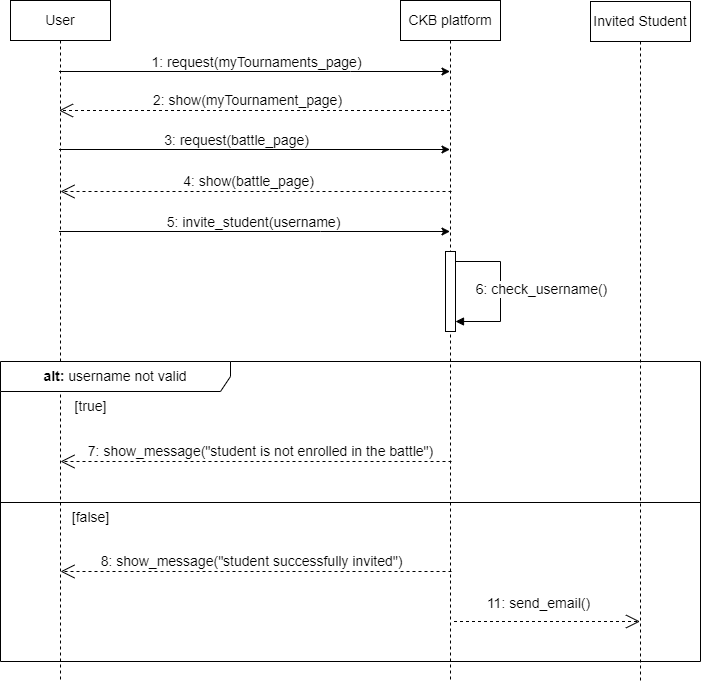 User
CKB platform
Invited Student
1: request(myTournaments_page)
2: show(myTournament_page)
3: request(battle_page)
4: show(battle_page)
5: invite_student(username)
6: check_username()
alt: username not valid
[true]
7: show_message("student is not enrolled in the battle")
[false]
8: show_message("student successfully invited")
11: send_email()